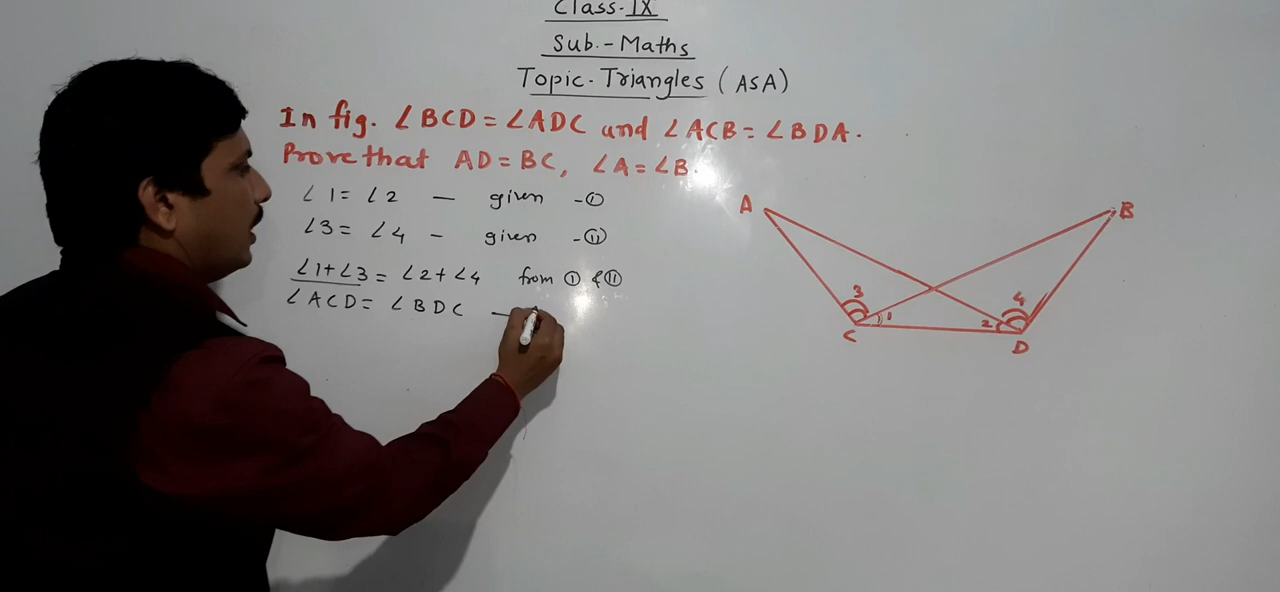 Class-IX
Sub.-Maths
Topic-Triangles (ASA)
In fig. ∠BCD = ∠ADC and ∠ACB = ∠BDA.
Prove that AD = BC, ∠A = ∠B.
∠1 = ∠2 — given -Ⓘ
∠3 = ∠4 - given -Ⓘⓘ
∠1+∠3 = ∠2+∠4 from Ⓘ & Ⓘⓘ
∠ACD = ∠BDC —
A
B
3
1
2
4
C
D